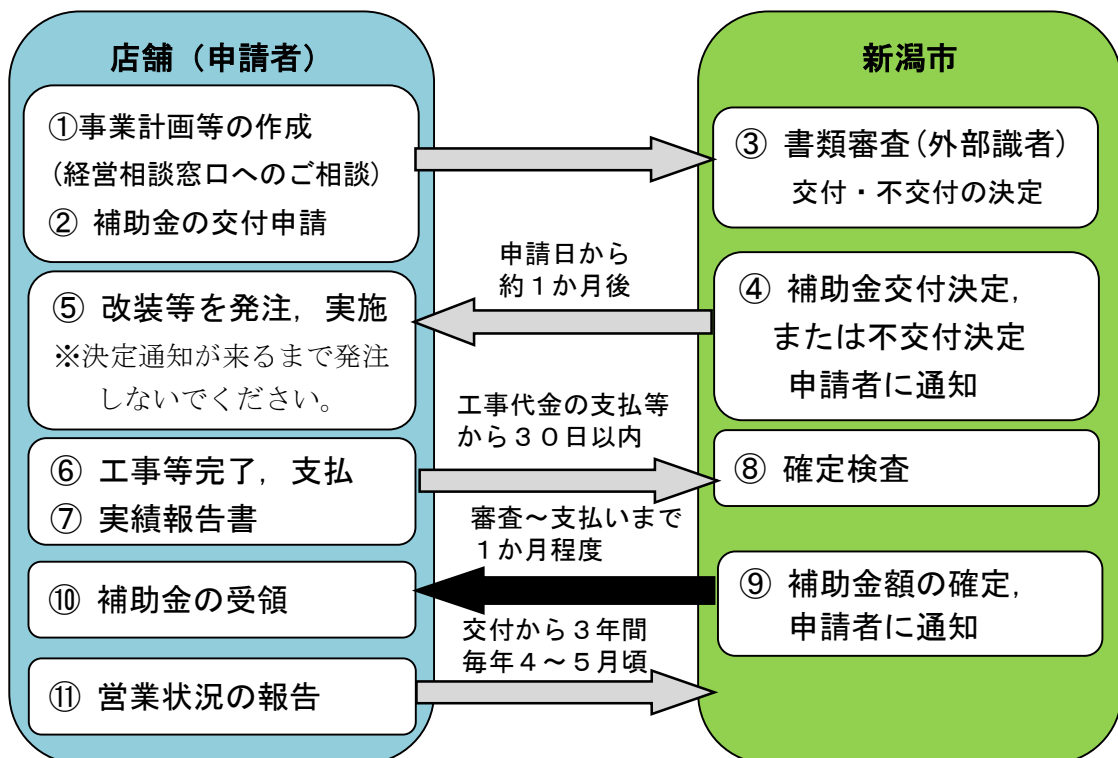 店舗（申請者）
①事業計画等の作成
(経営相談窓口へのご相談)
② 補助金の交付申請
⑤ 改装等を発注，実施
※決定通知が来るまで発注
しないでください。
⑥ 工事等完了，支払
⑦ 実績報告書
⑩ 補助金の受領
⑪ 営業状況の報告
申請日から
約１か月後
工事代金の支払等
から３０日以内
審査～支払いまで
１か月程度
交付から３年間
毎年４～５月頃
新潟市
③ 書類審査(外部識者)
交付・不交付の決定
④ 補助金交付決定，
または不交付決定
申請者に通知
⑧ 確定検査
⑨ 補助金額の確定，
申請者に通知